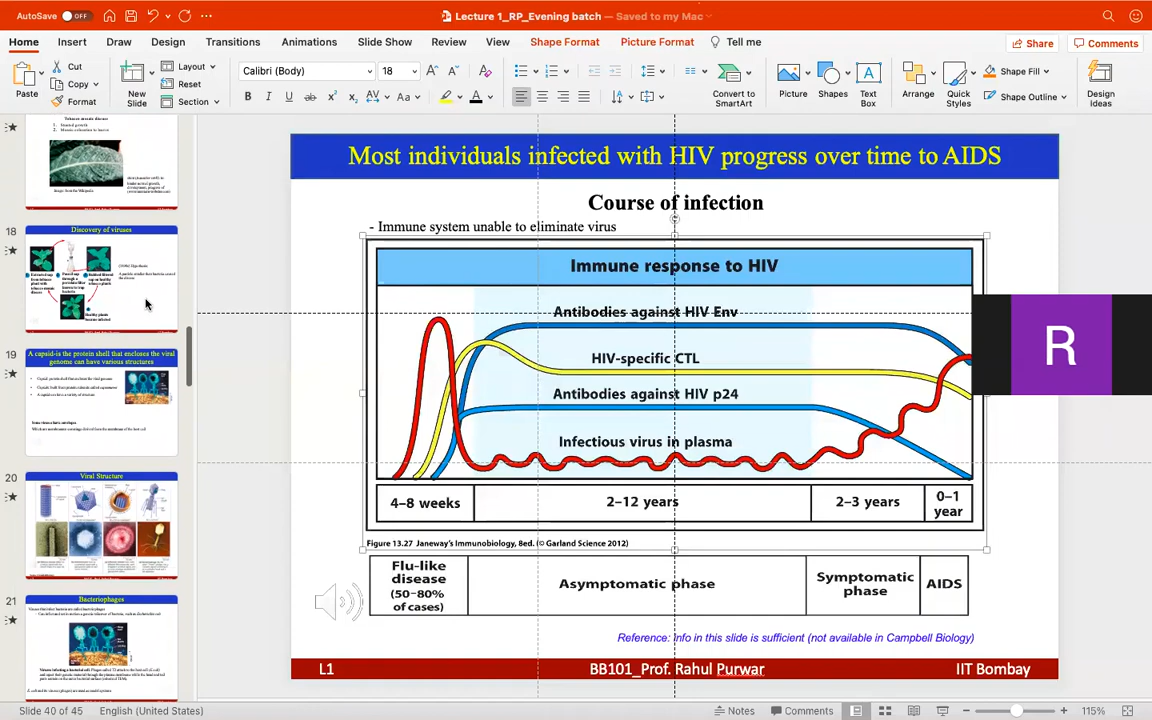 AutoSave OFF
Lecture 1_RP_Evening batch — Saved to my Mac
Home Insert Draw Design Transitions Animations Slide Show Review View Shape Format Picture Format Tell me
Share Comments
Paste
Cut
Copy
Format
New Slide
Layout
Reset
Section
Calibri (Body) 18
B I U ab
Convert to SmartArt
Picture
Shapes
Text Box
Arrange
Quick Styles
Shape Fill
Shape Outline
Design Ideas
18
Discovery of viruses
19
A capsid-is the protein shell that encloses the viral
genome can have various structures
20
Viral Structure
21
Bacteriophages
Most individuals infected with HIV progress over time to AIDS
Course of infection
- Immune system unable to eliminate virus
Immune response to HIV
Antibodies against HIV Env
HIV-specific CTL
Antibodies against HIV p24
Infectious virus in plasma
4–8 weeks
2–12 years
2–3 years
0–1 year
Figure 13.27 Janeway's Immunobiology, 8ed. (© Garland Science 2012)
Flu-like
disease
(50–80%
of cases)
Asymptomatic phase
Symptomatic
phase
AIDS
Reference: Info in this slide is sufficient (not available in Campbell Biology)
L1
BB101_Prof. Rahul Purwar
IIT Bombay
R
Slide 40 of 45 English (United States)
Notes Comments
115%